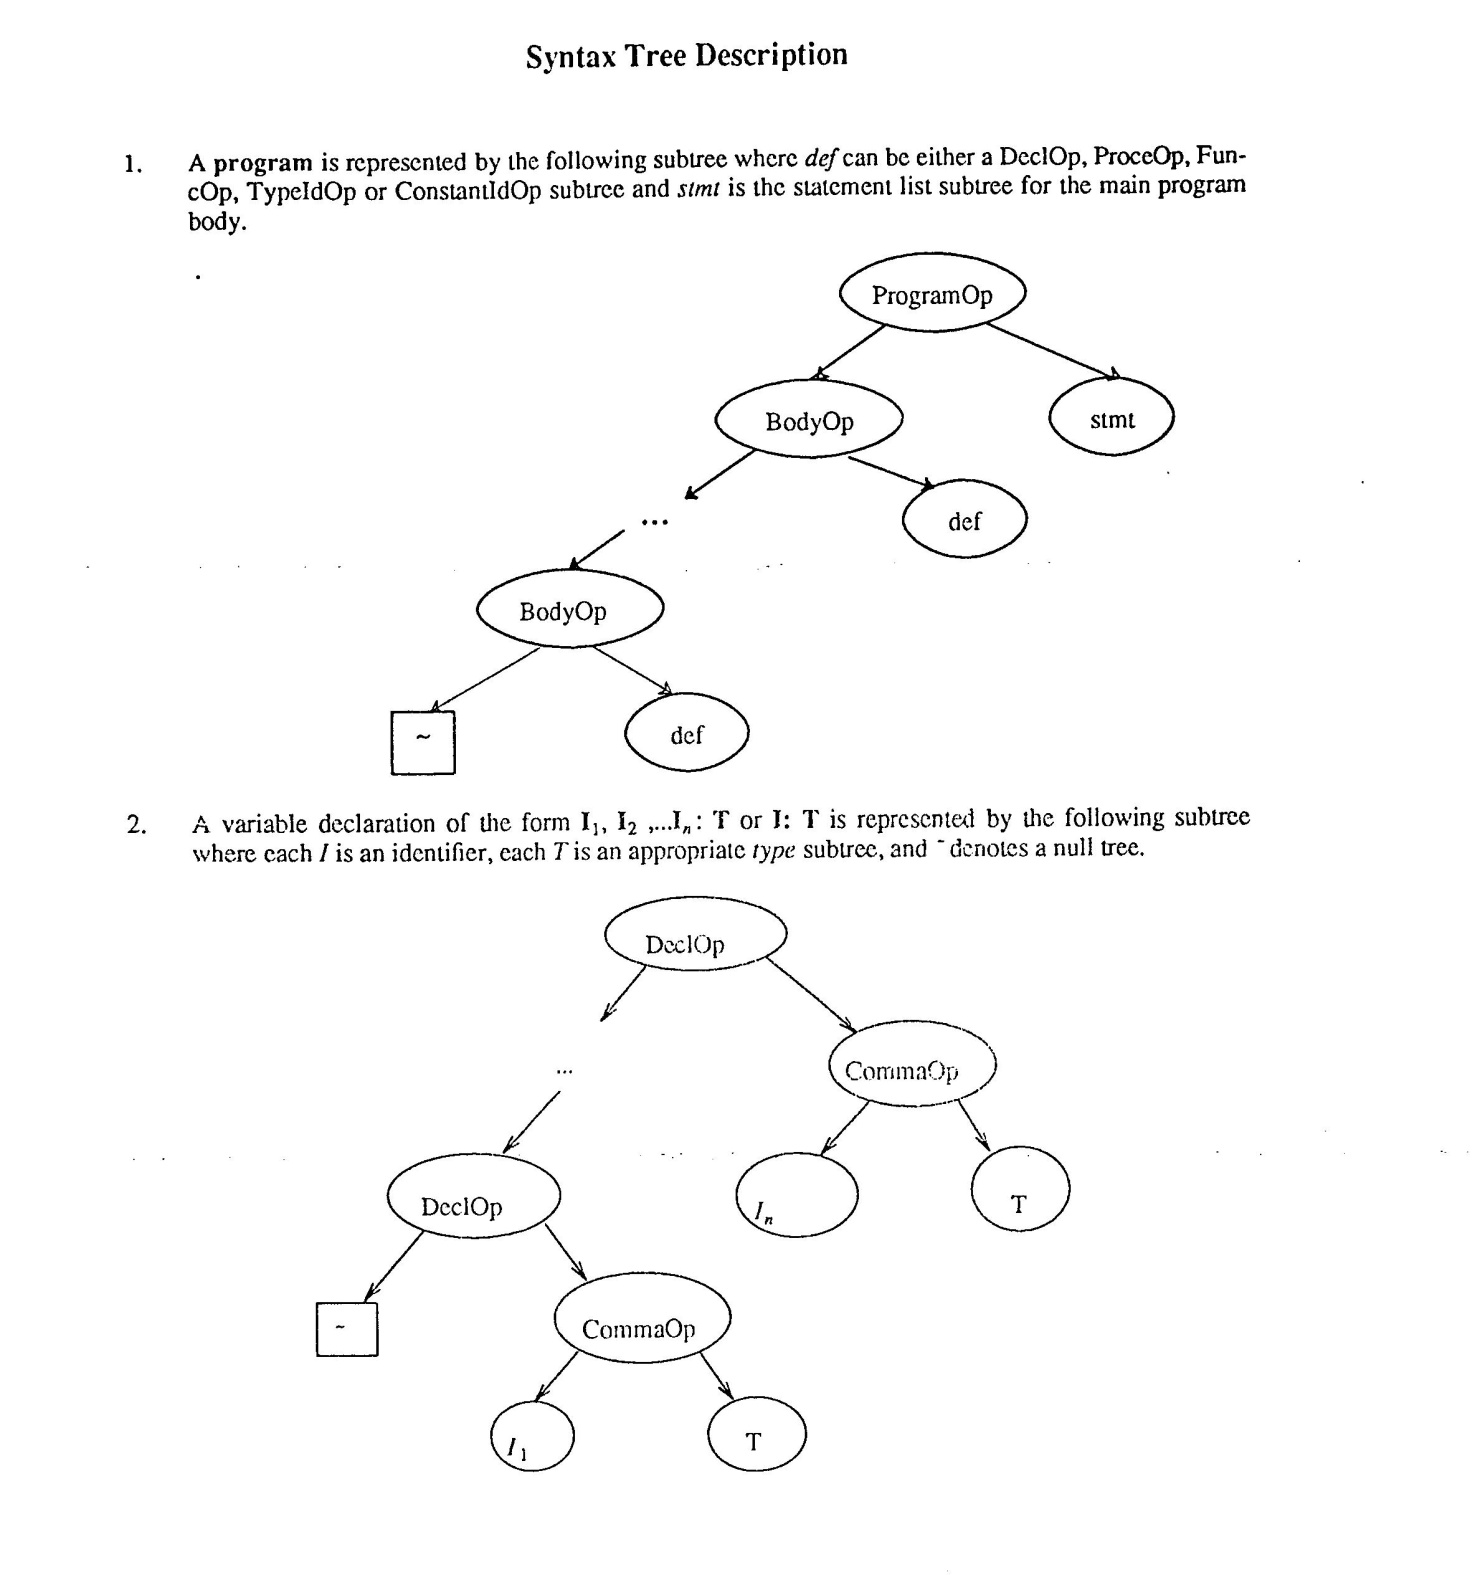 Syntax Tree Description
1. A program is represented by the following subtree where def can be either a DeclOp, ProceOp, Fun-
cOp, TypeIdOp or ConstantIdOp subtree and stmt is the statement list subtree for the main program
body.
ProgramOp
BodyOp
stmt
...
def
BodyOp
~
def
2. A variable declaration of the form I₁, I₂ ,...Iₙ: T or I: T is represented by the following subtree
where each I is an identifier, each T is an appropriate type subtree, and ~ denotes a null tree.
DeclOp
CommaOp
...
DeclOp
Iₙ
T
~
CommaOp
I₁
T